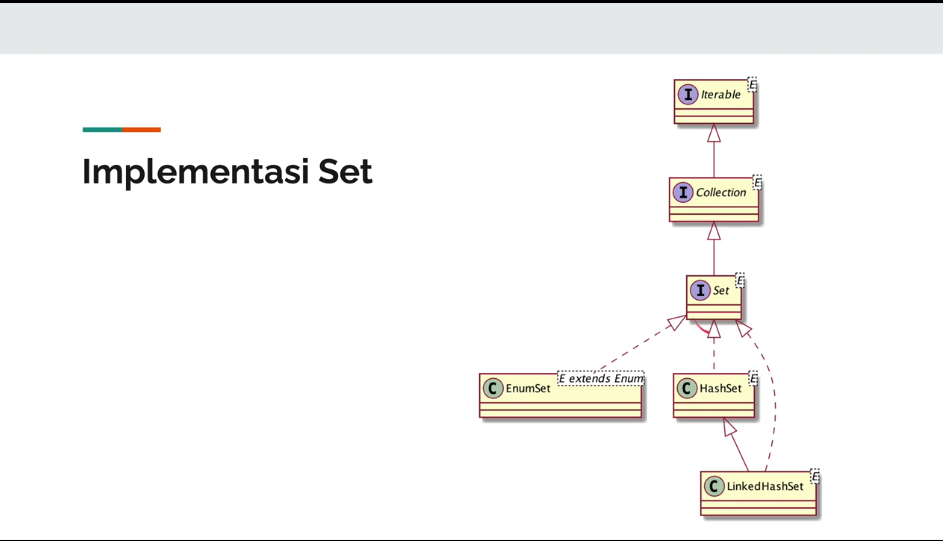 Implementasi Set
I Iterable E
I Collection E
I Set E
C EnumSet E extends Enum
C HashSet E
C LinkedHashSet E